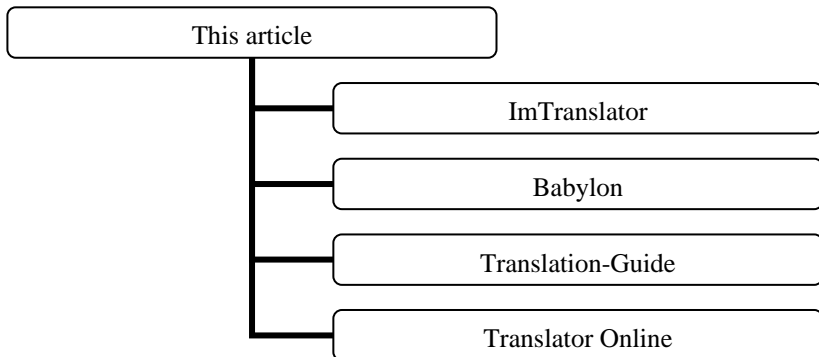 This article
ImTranslator
Babylon
Translation-Guide
Translator Online